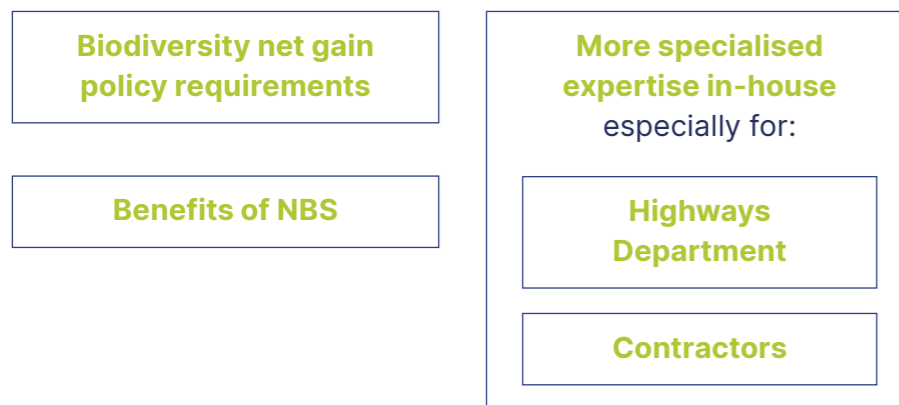 Biodiversity net gain
policy requirements
Benefits of NBS
More specialised
expertise in-house
especially for:
Highways
Department
Contractors